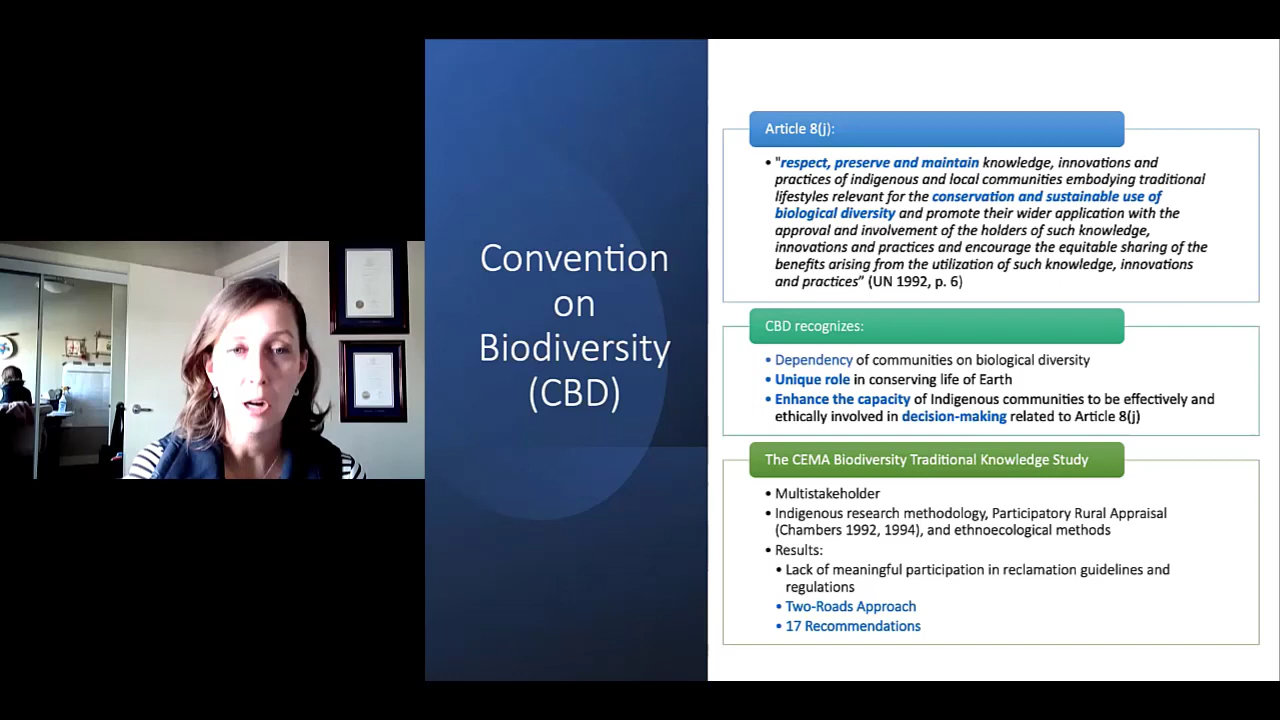 Convention
on
Biodiversity
(CBD)
Article 8(j):
• "respect, preserve and maintain knowledge, innovations and
practices of indigenous and local communities embodying traditional
lifestyles relevant for the conservation and sustainable use of
biological diversity and promote their wider application with the
approval and involvement of the holders of such knowledge,
innovations and practices and encourage the equitable sharing of the
benefits arising from the utilization of such knowledge, innovations
and practices” (UN 1992, p. 6)
CBD recognizes:
• Dependency of communities on biological diversity
• Unique role in conserving life of Earth
• Enhance the capacity of Indigenous communities to be effectively and
ethically involved in decision-making related to Article 8(j)
The CEMA Biodiversity Traditional Knowledge Study
• Multistakeholder
• Indigenous research methodology, Participatory Rural Appraisal
(Chambers 1992, 1994), and ethnoecological methods
• Results:
• Lack of meaningful participation in reclamation guidelines and
regulations
• Two-Roads Approach
• 17 Recommendations